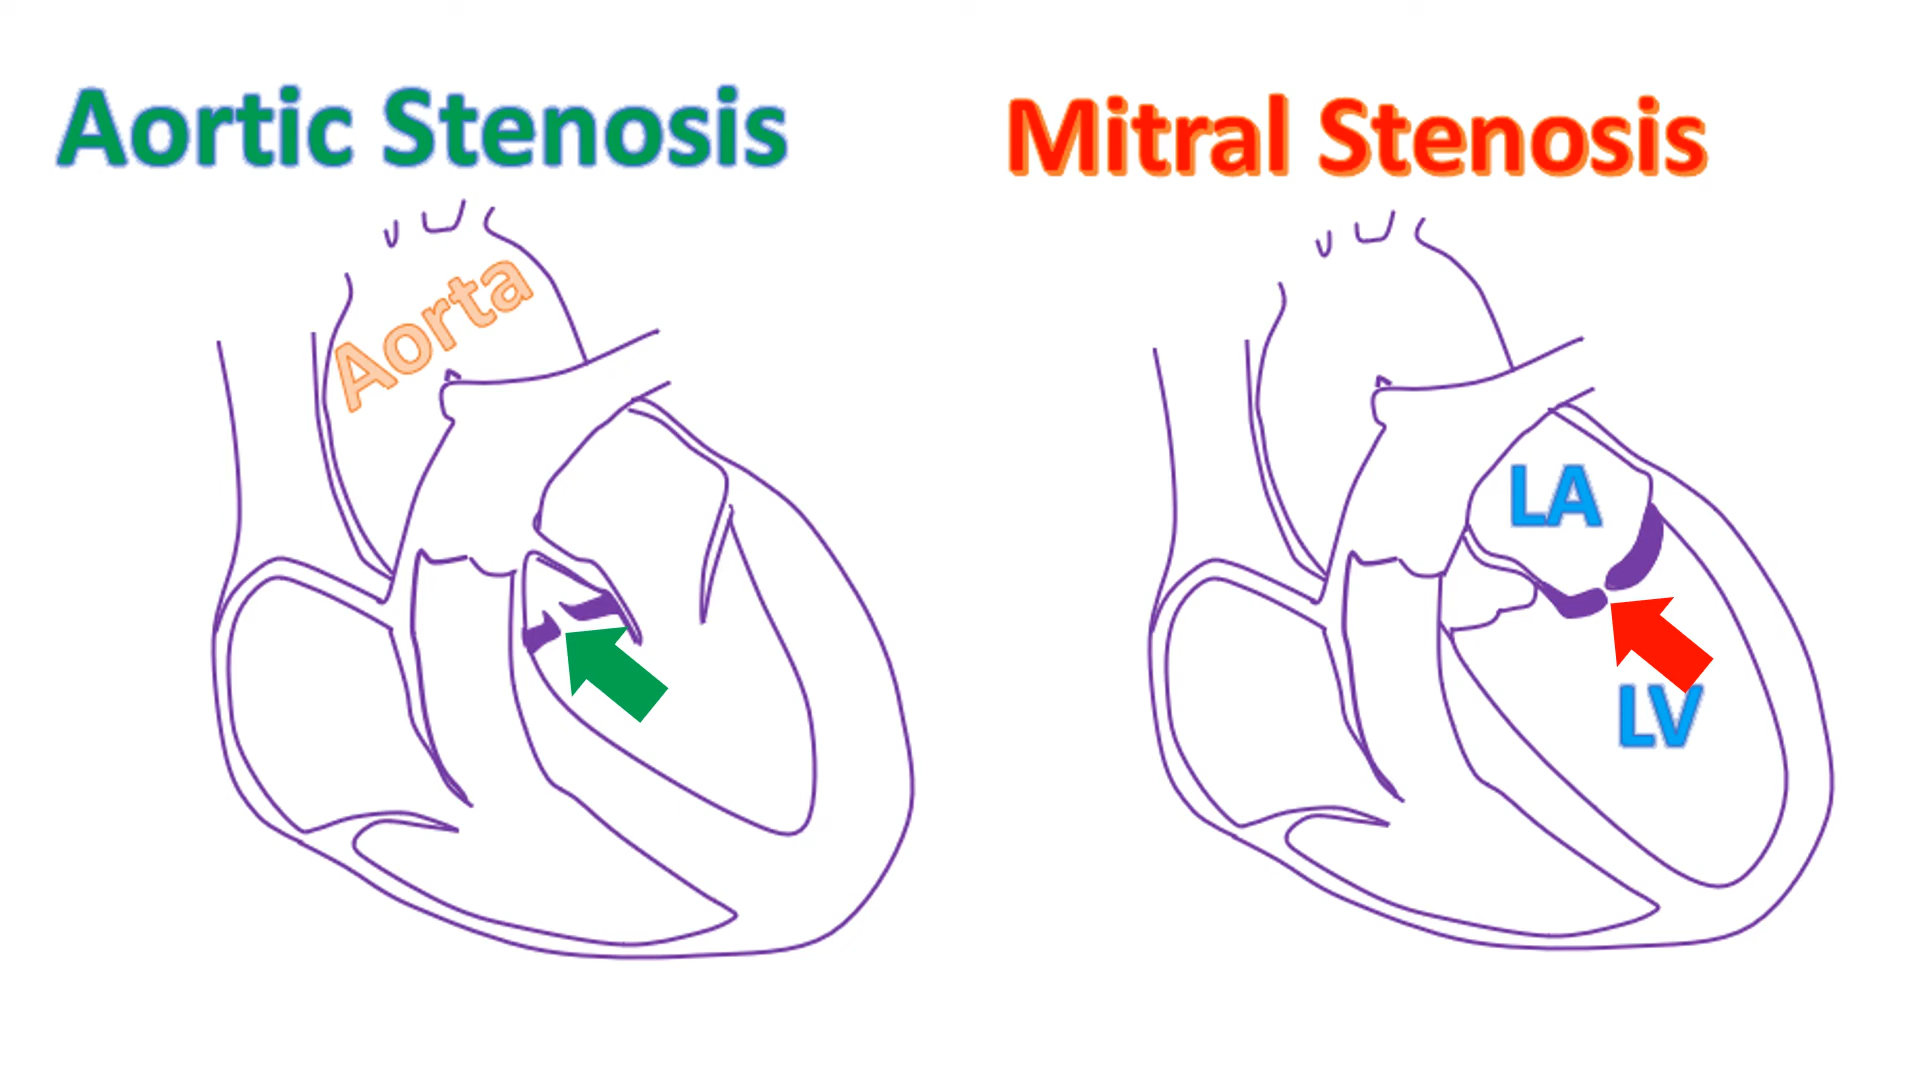 Aortic Stenosis
Mitral Stenosis
Aorta
LA
LV